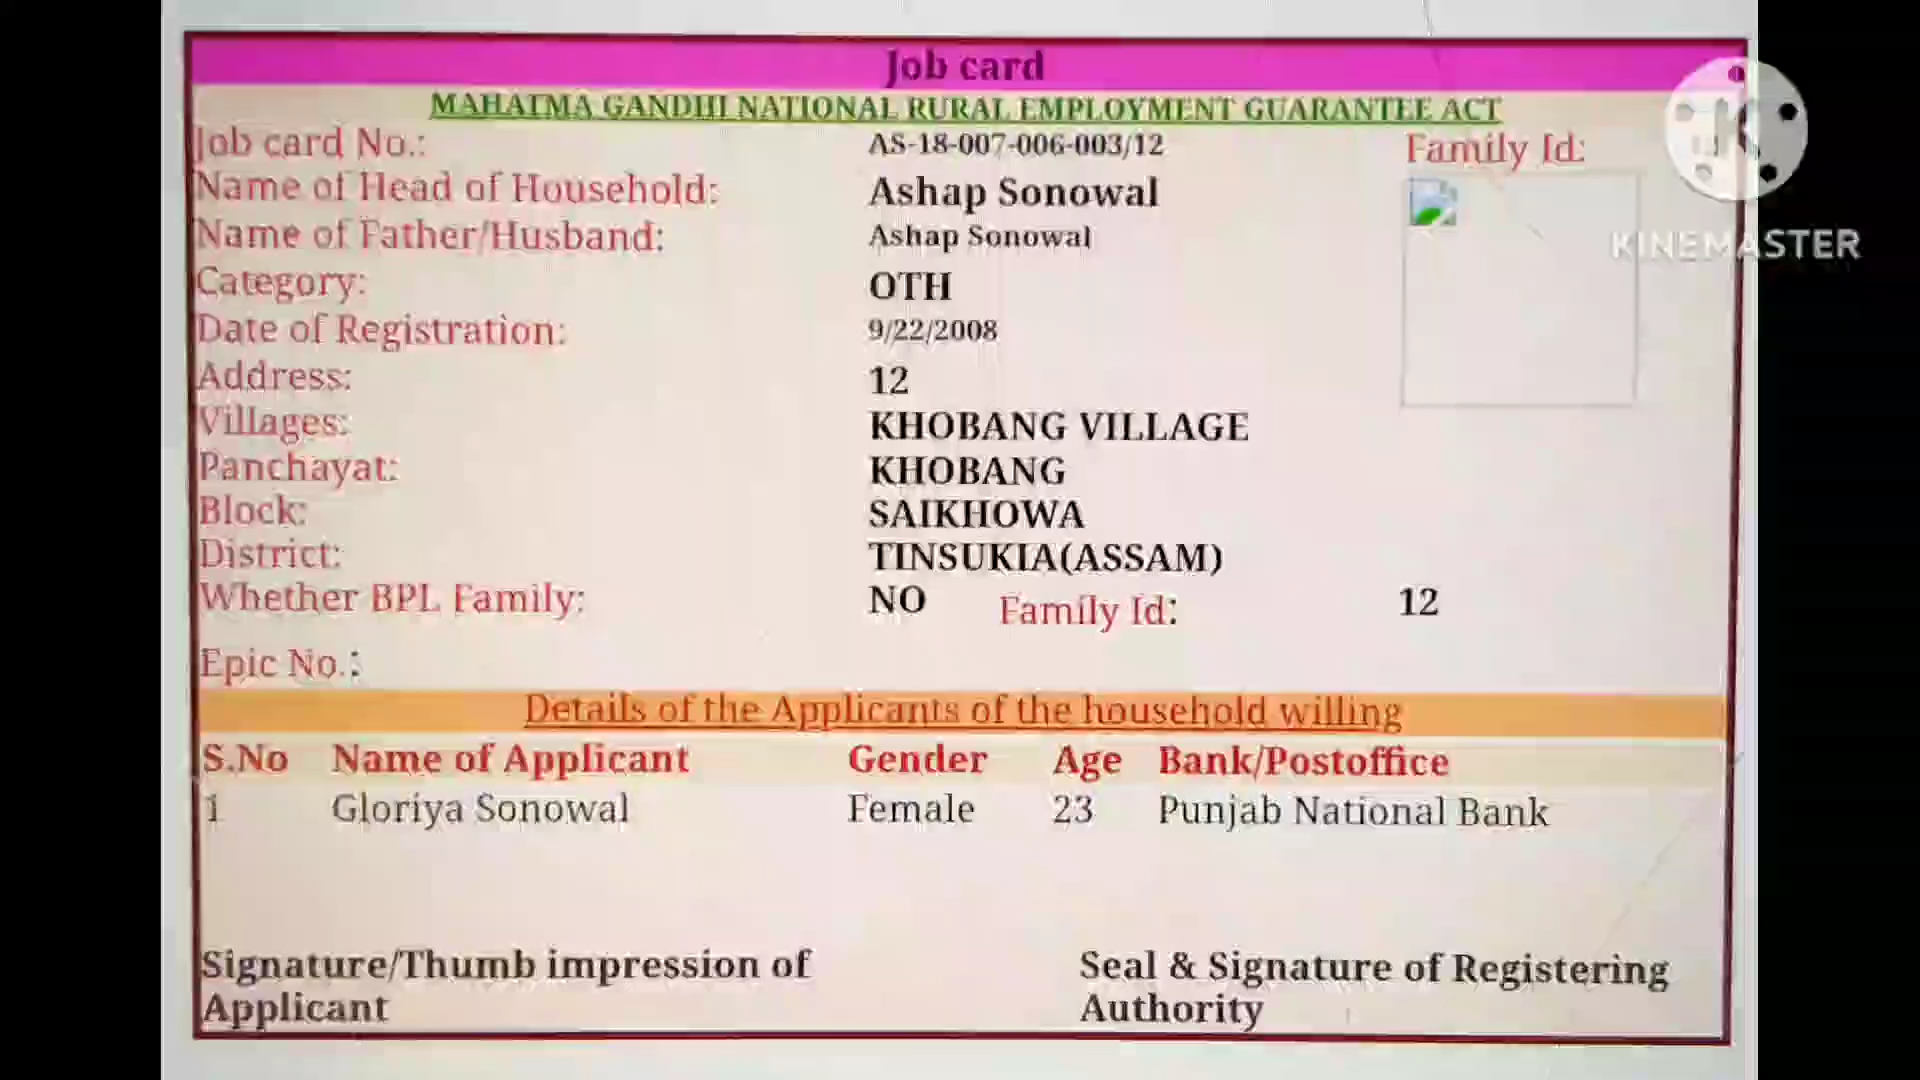 Job card
MAHATMA GANDHI NATIONAL RURAL EMPLOYMENT GUARANTEE ACT
Job card No.: AS-18-007-006-003/12 Family Id:
Name of Head of Household: Ashap Sonowal
Name of Father/Husband: Ashap Sonowal
KINEMASTER
Category: OTH
Date of Registration: 9/22/2008
Address: 12
Villages: KHOBANG VILLAGE
Panchayat: KHOBANG
Block: SAIKHOWA
District: TINSUKIA(ASSAM)
Whether BPL Family: NO Family Id: 12
Epic No.:
Details of the Applicants of the household willing
S.No Name of Applicant Gender Age Bank/Postoffice
1 Gloriya Sonowal Female 23 Punjab National Bank
Signature/Thumb impression of Applicant
Seal & Signature of Registering Authority